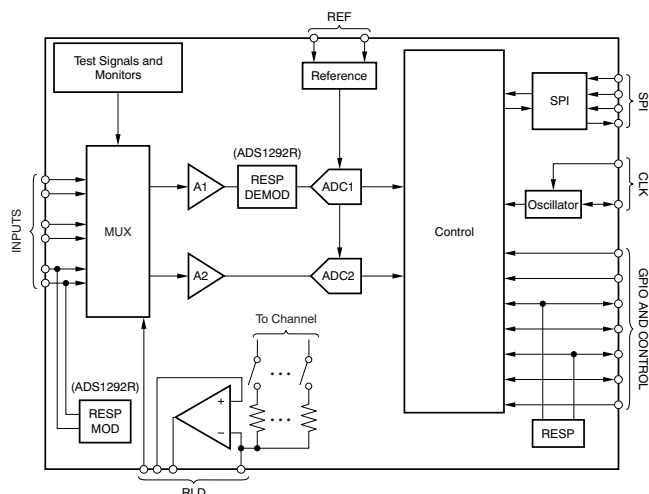 REF
Test Signals and
Monitors
Reference
SPI
SPI
(ADS1292R)
A1
RESP
DEMOD
ADC1
CLK
Oscillator
INPUTS
MUX
Control
A2
ADC2
GPIO AND CONTROL
To Channel
(ADS1292R)
RESP
MOD
+
−
RESP
RLD